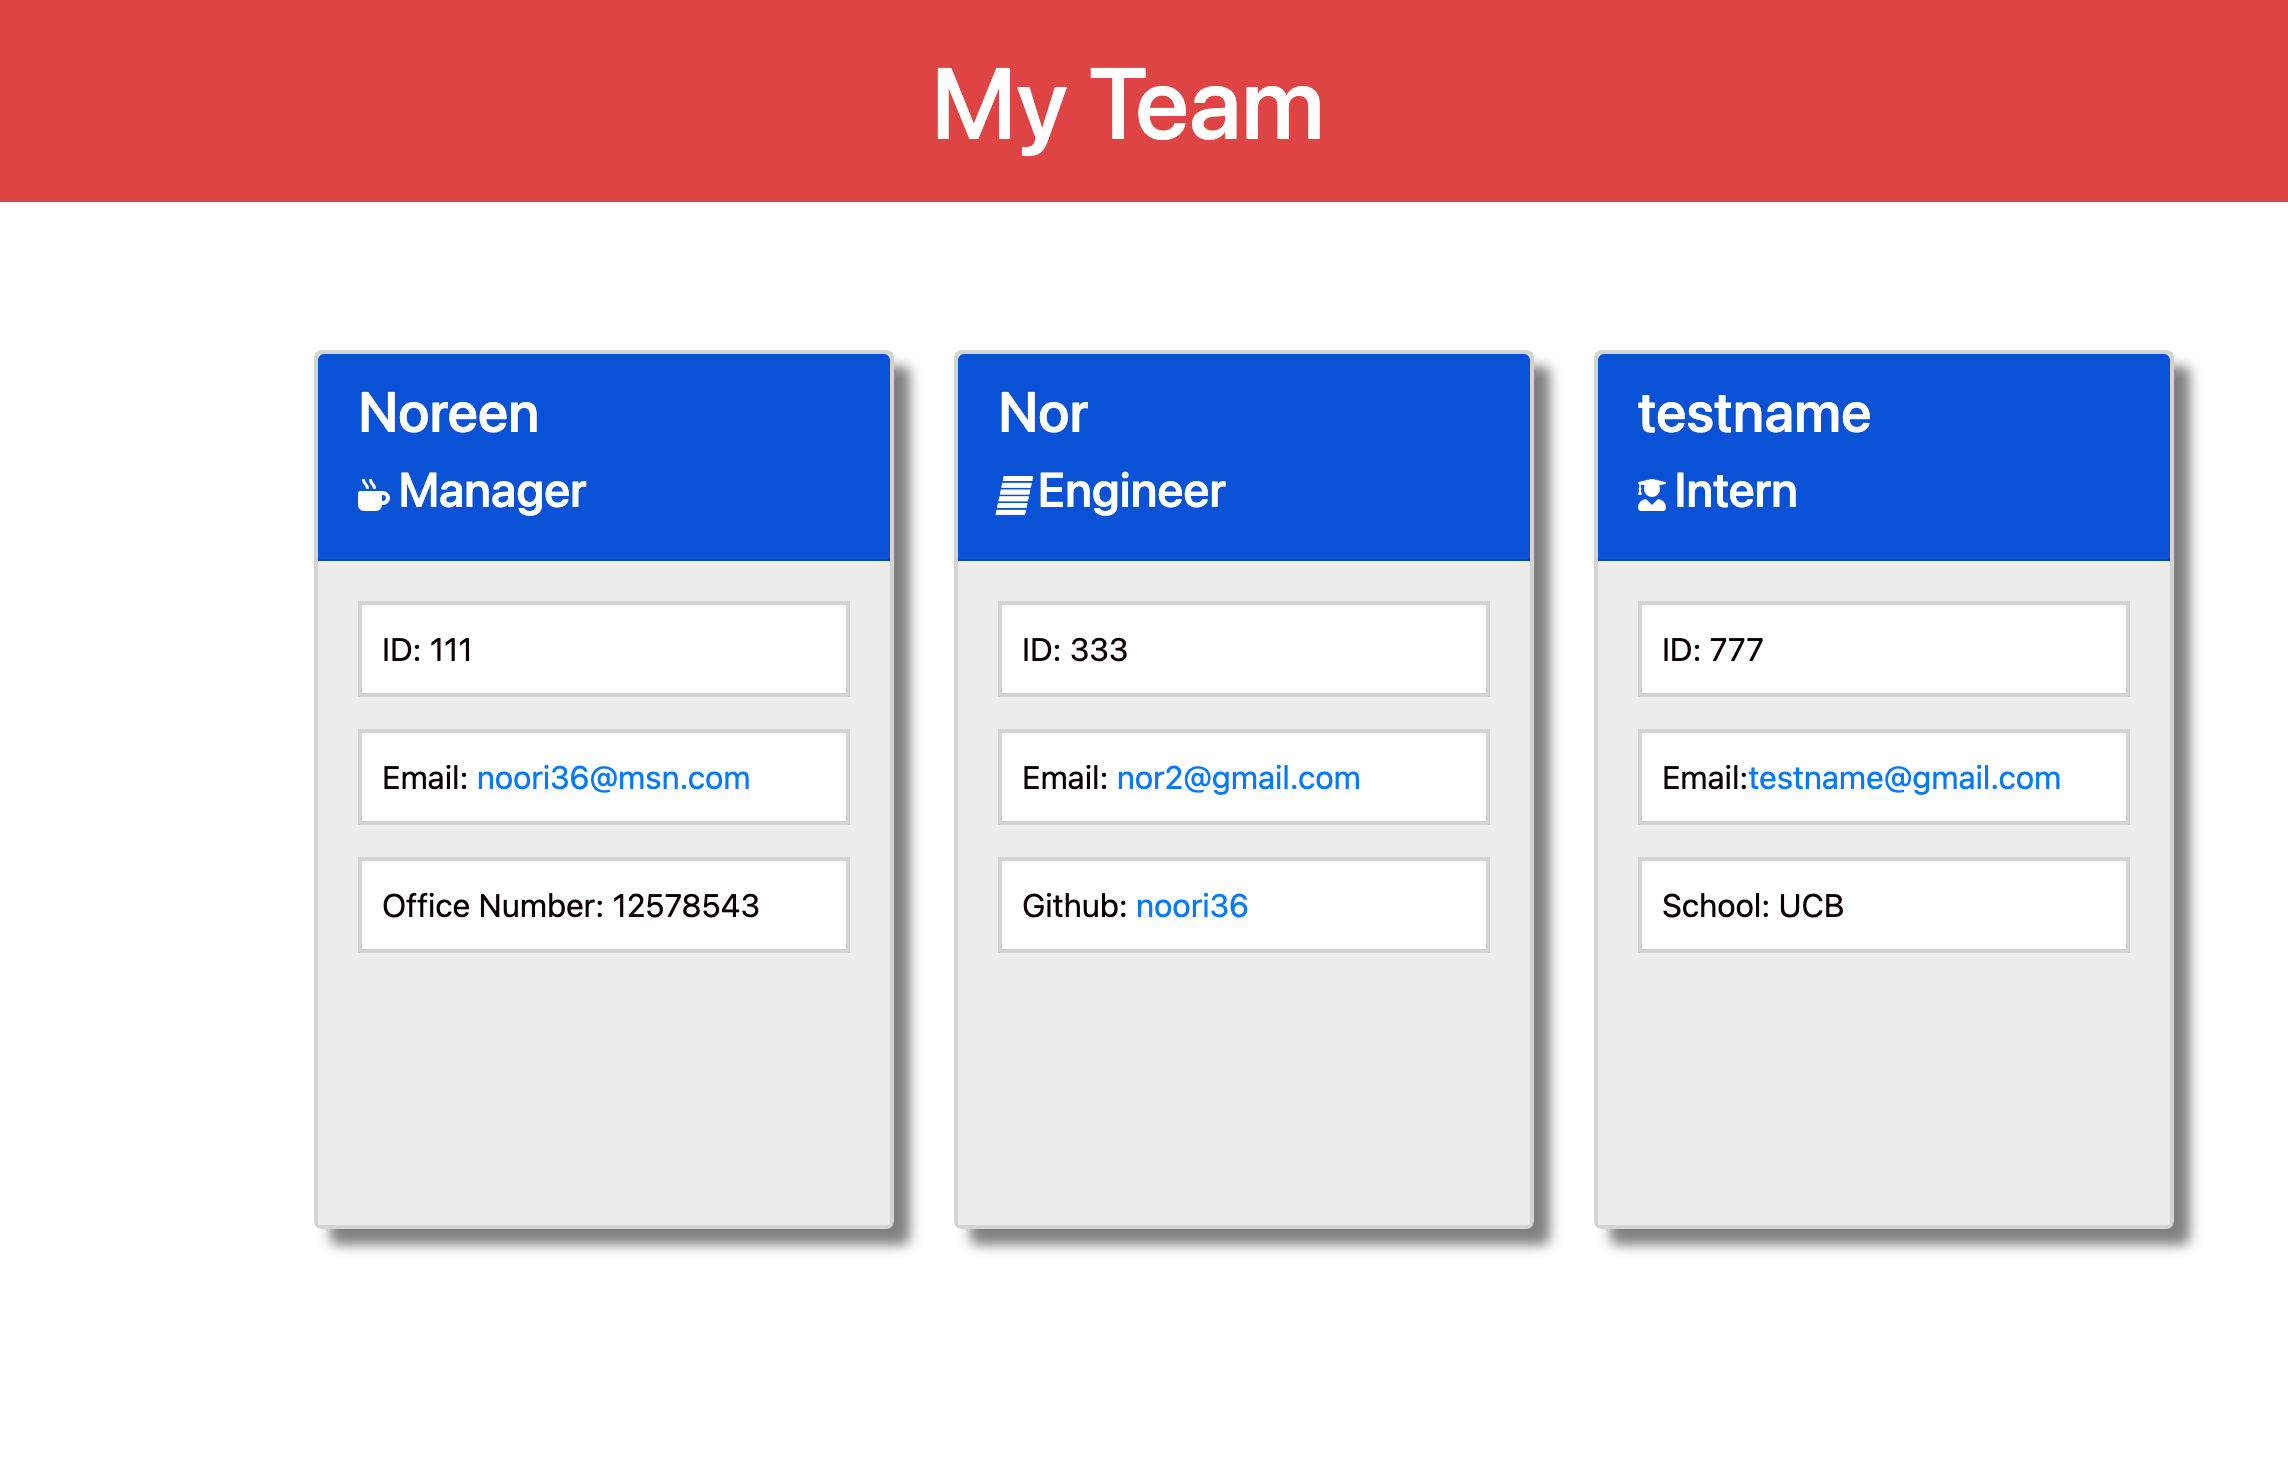 My Team
Noreen
Manager
ID: 111
Email: noori36@msn.com
Office Number: 12578543
Nor
Engineer
ID: 333
Email: nor2@gmail.com
Github: noori36
testname
Intern
ID: 777
Email:testname@gmail.com
School: UCB